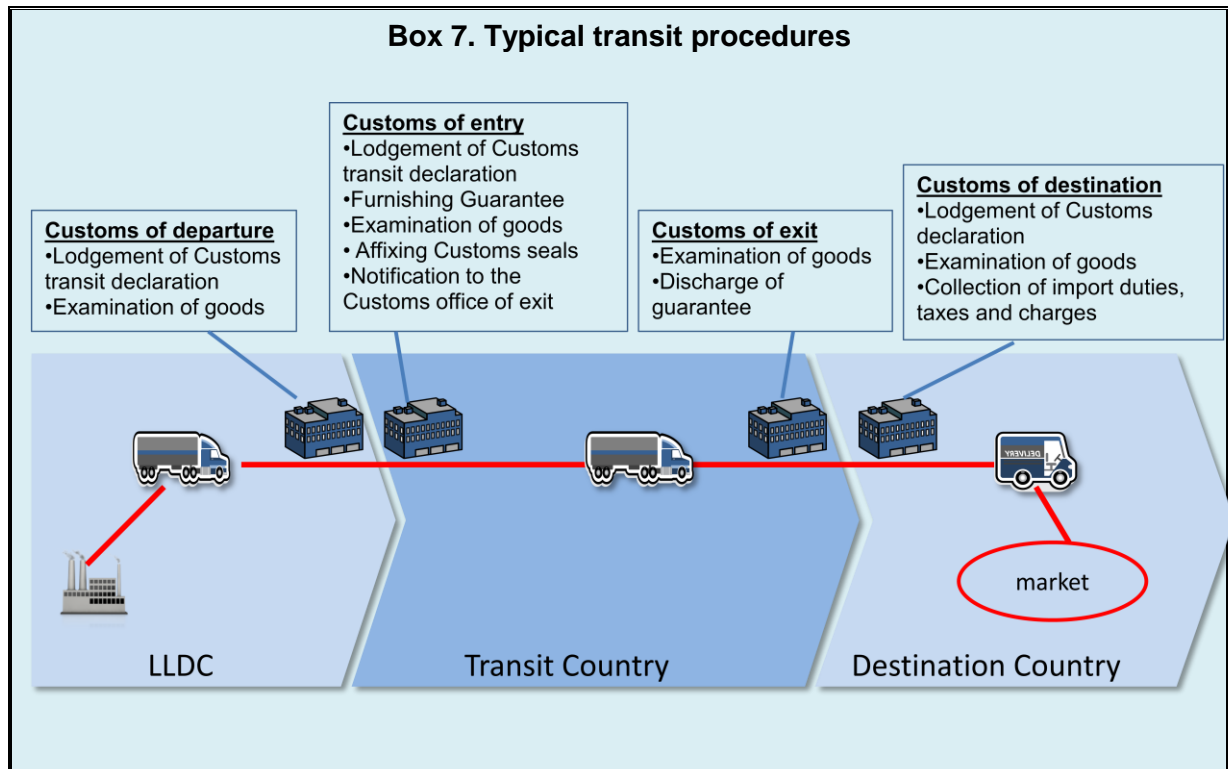 Box 7. Typical transit procedures
Customs of departure
•Lodgement of Customs
transit declaration
•Examination of goods
Customs of entry
•Lodgement of Customs
transit declaration
•Furnishing Guarantee
•Examination of goods
• Affixing Customs seals
•Notification to the
Customs office of exit
Customs of exit
•Examination of goods
•Discharge of
guarantee
Customs of destination
•Lodgement of Customs
declaration
•Examination of goods
•Collection of import duties,
taxes and charges
DELIVERY
market
LLDC
Transit Country
Destination Country